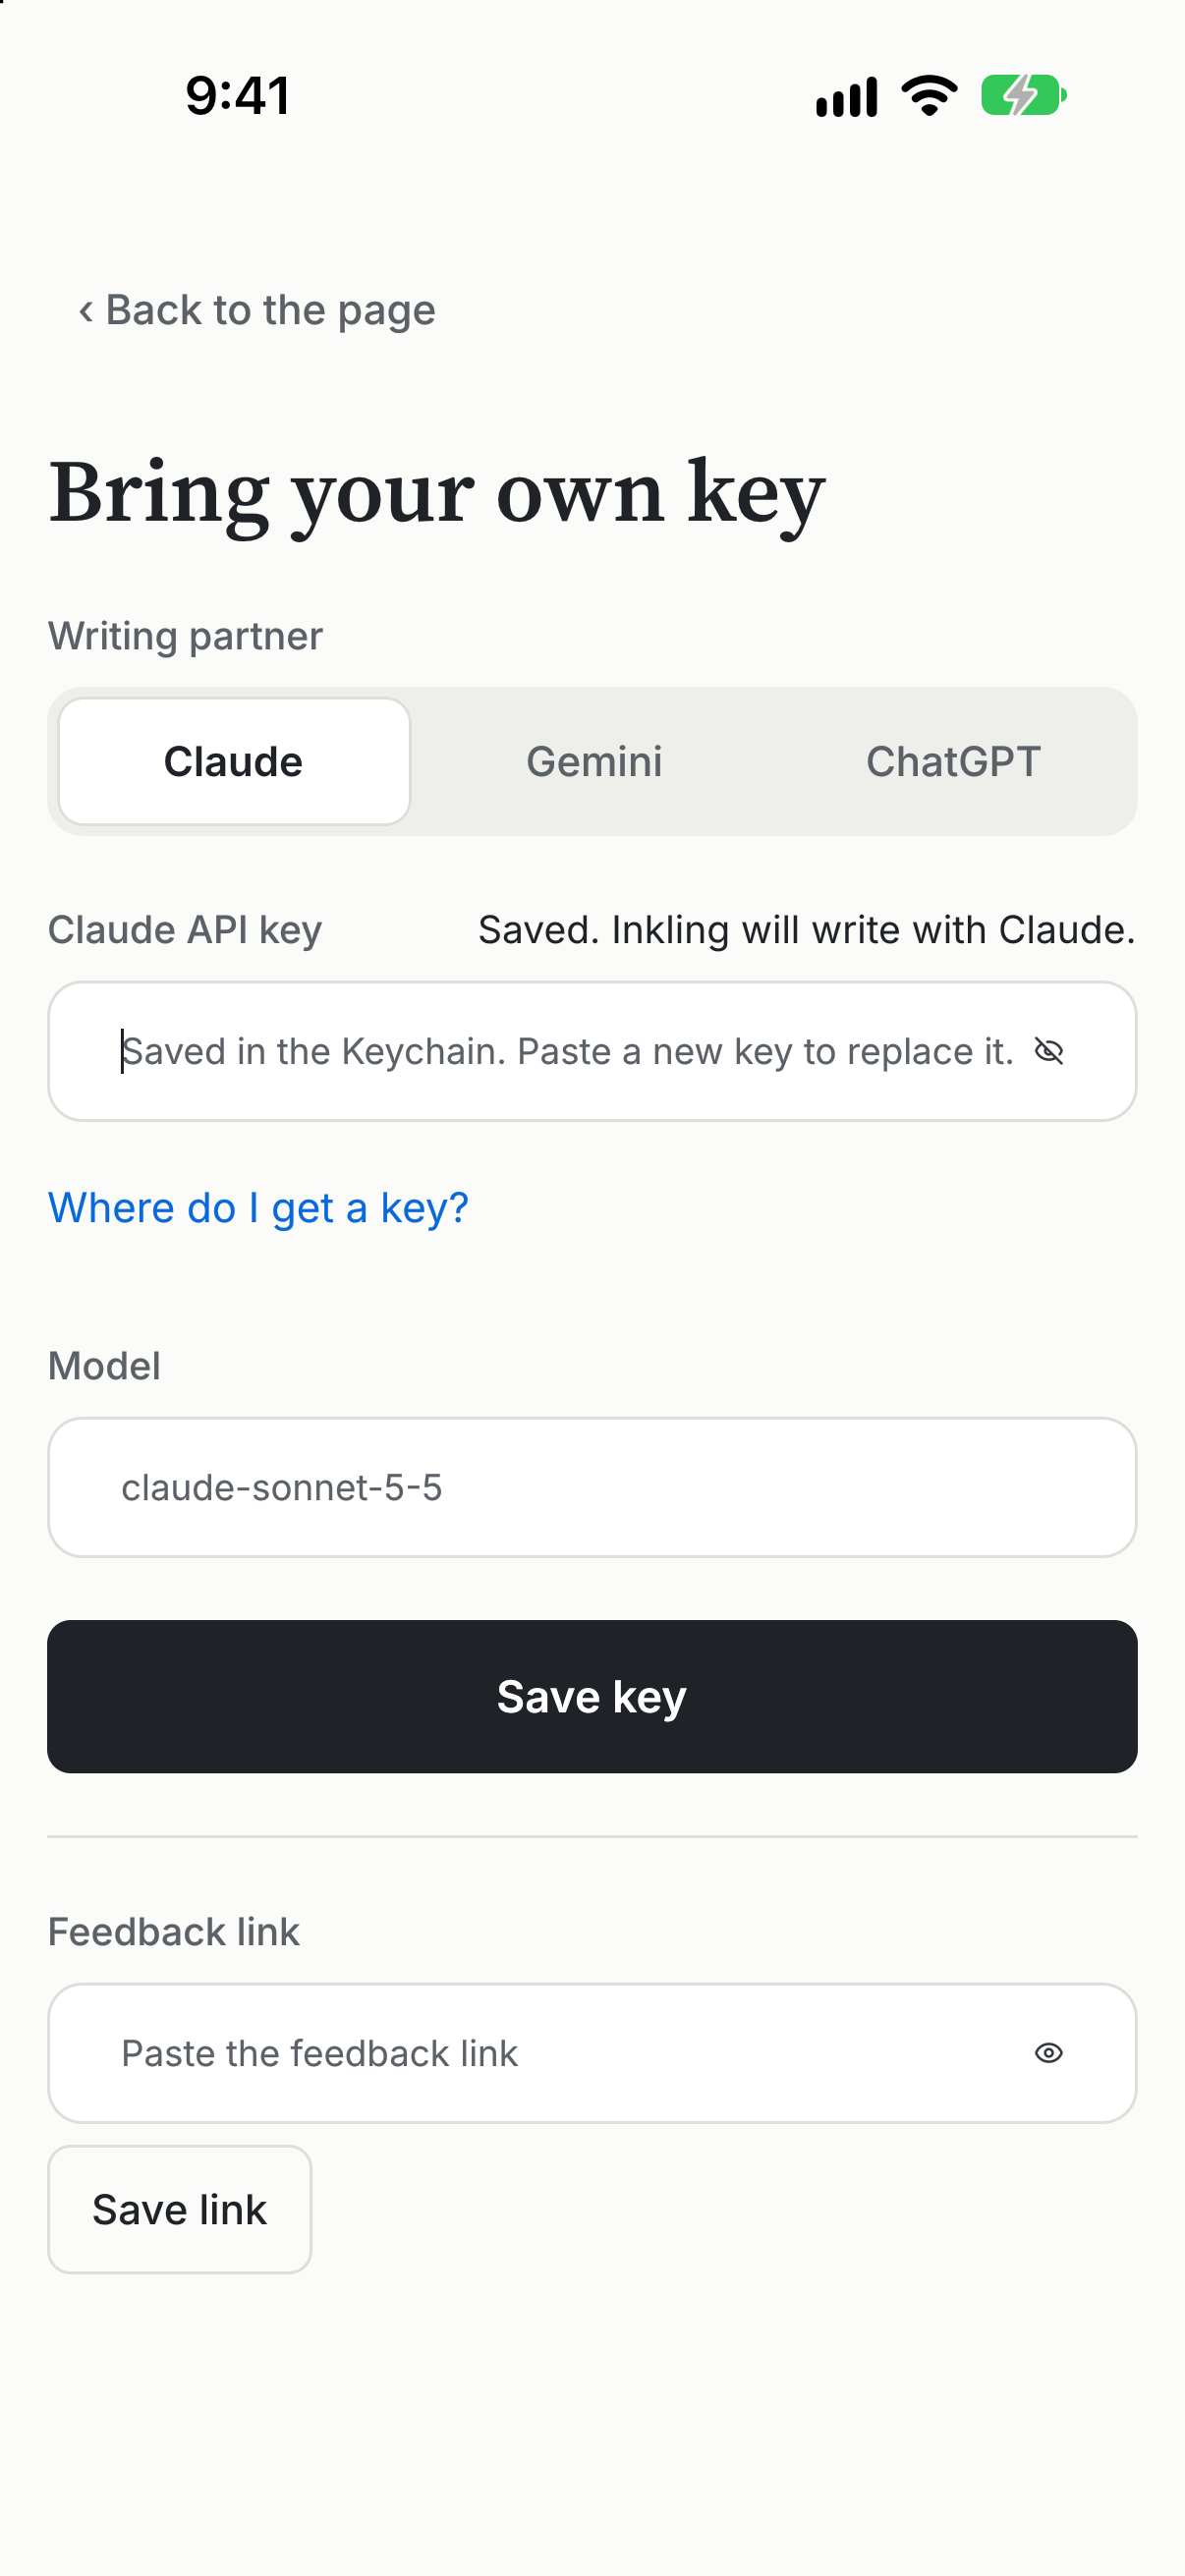 9:41
‹ Back to the page
Bring your own key
Writing partner
Claude Gemini ChatGPT
Claude API key Saved. Inkling will write with Claude.
Saved in the Keychain. Paste a new key to replace it.
Where do I get a key?
Model
claude-sonnet-5-5
Save key
Feedback link
Paste the feedback link
Save link